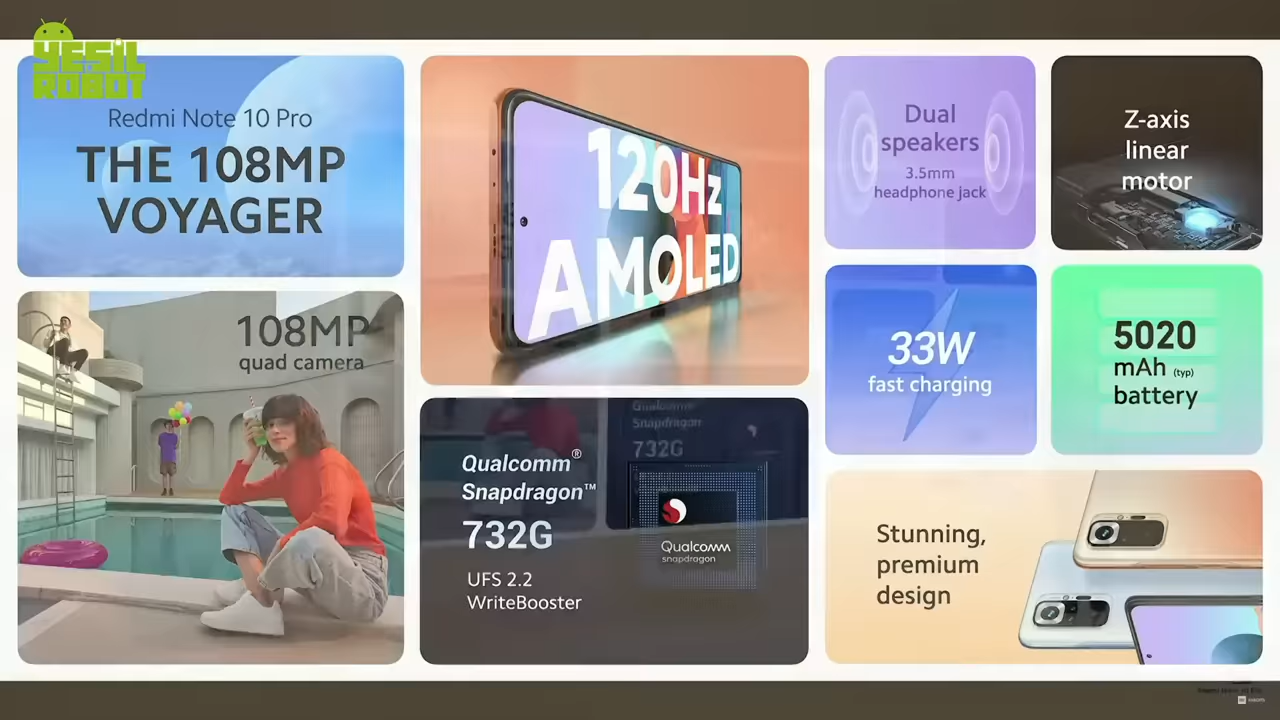 YESiL
ROBOT
Redmi Note 10 Pro
THE 108MP
VOYAGER
108MP
quad camera
120Hz
AMOLED
Qualcomm®
Snapdragon™
732G
UFS 2.2
WriteBooster
Qualcomm
Snapdragon
732G
Qualcomm
snapdragon
Dual
speakers
3.5mm
headphone jack
Z-axis
linear
motor
33W
fast charging
5020
mAh (typ)
battery
Stunning,
premium
design
xiaomi